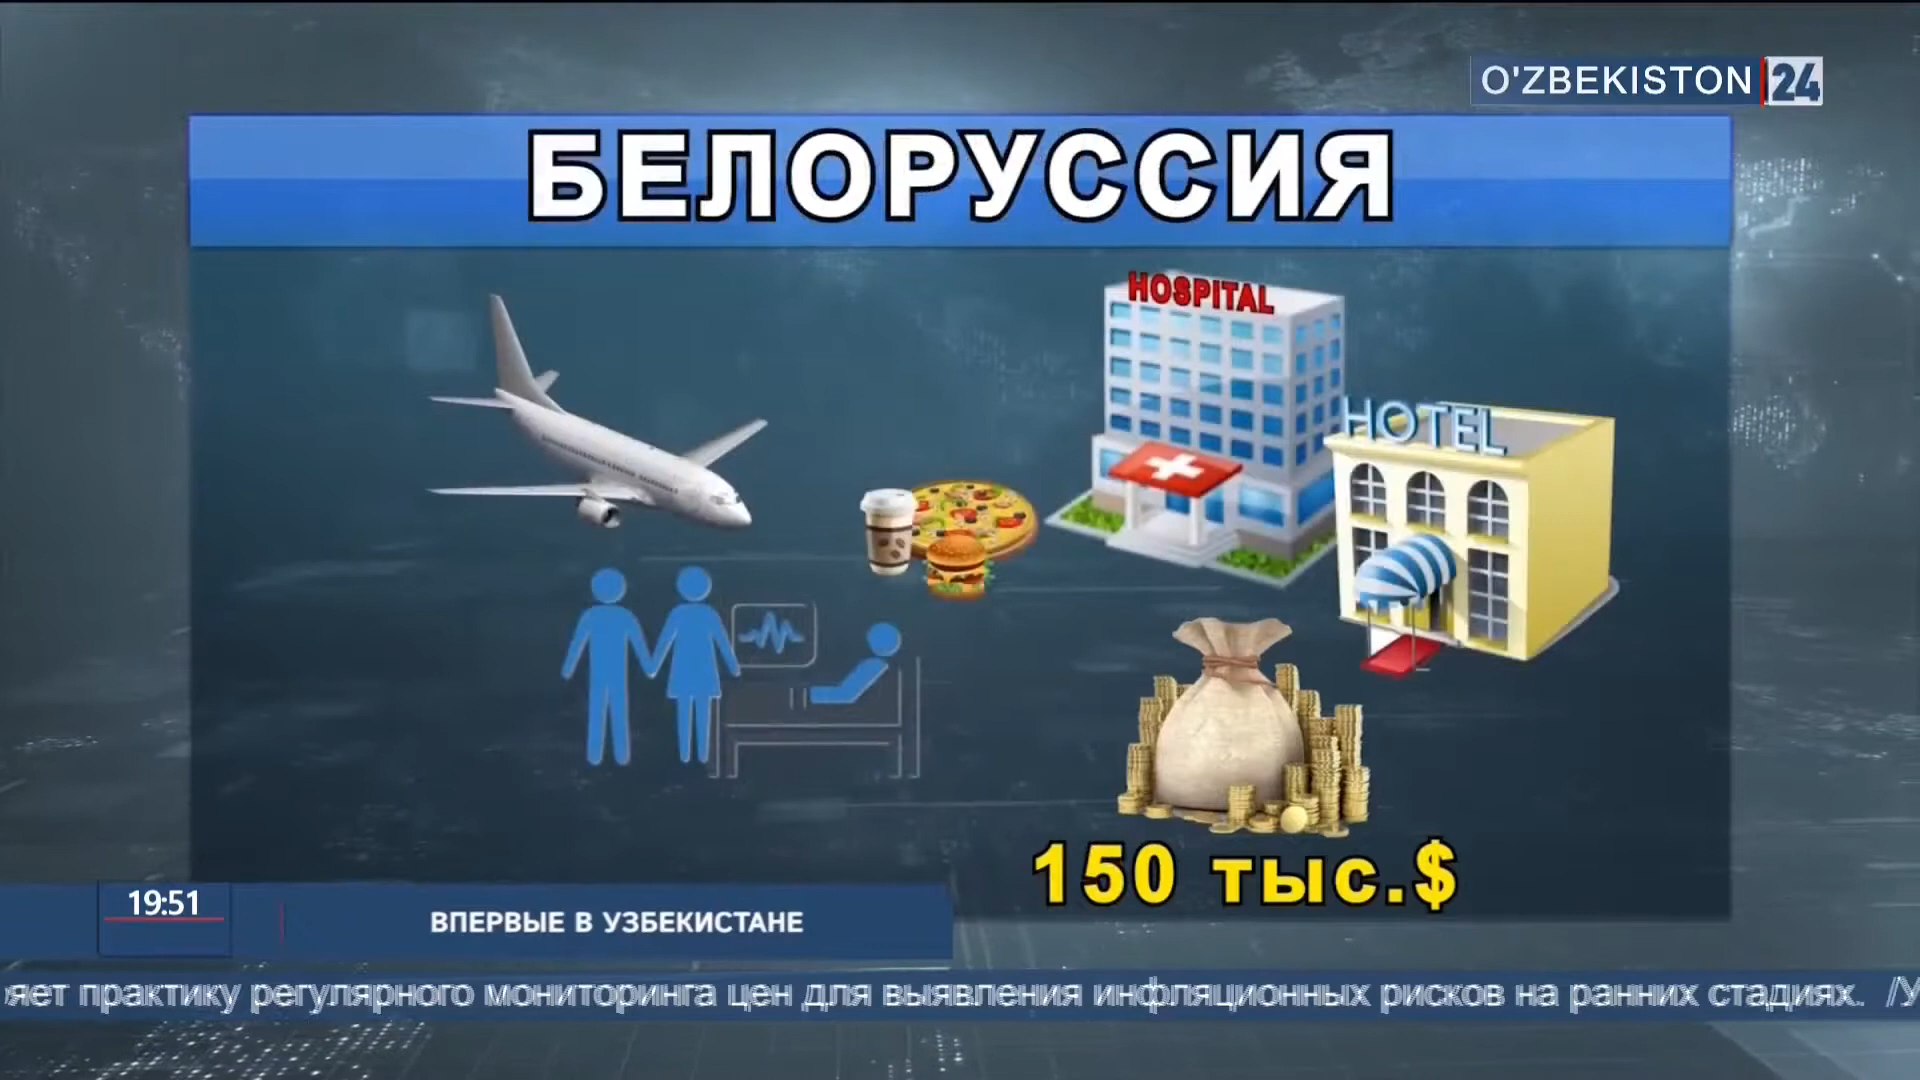 O'ZBEKISTON 24
БЕЛОРУССИЯ
HOSPITAL
HOTEL
150 тыс.$
19:51
ВПЕРВЫЕ В УЗБЕКИСТАНЕ
яет практику регулярного мониторинга цен для выявления инфляционных рисков на ранних стадиях. /У